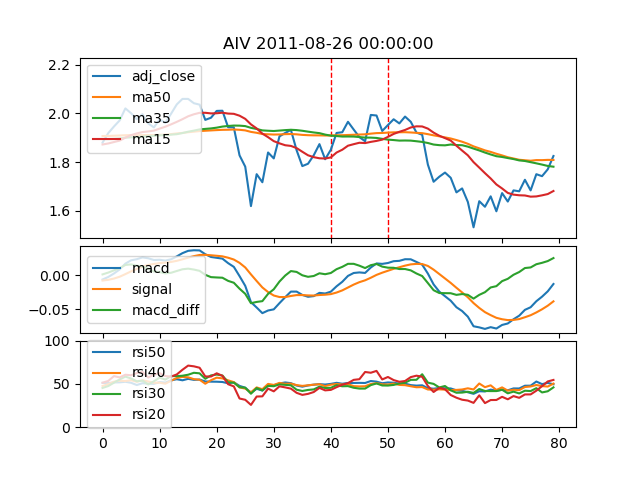 AIV 2011-08-26 00:00:00
2.2
2.0
1.8
1.6
adj_close
ma50
ma35
ma15
0.00
−0.05
macd
signal
macd_diff
100
50
0
rsi50
rsi40
rsi30
rsi20
0 10 20 30 40 50 60 70 80